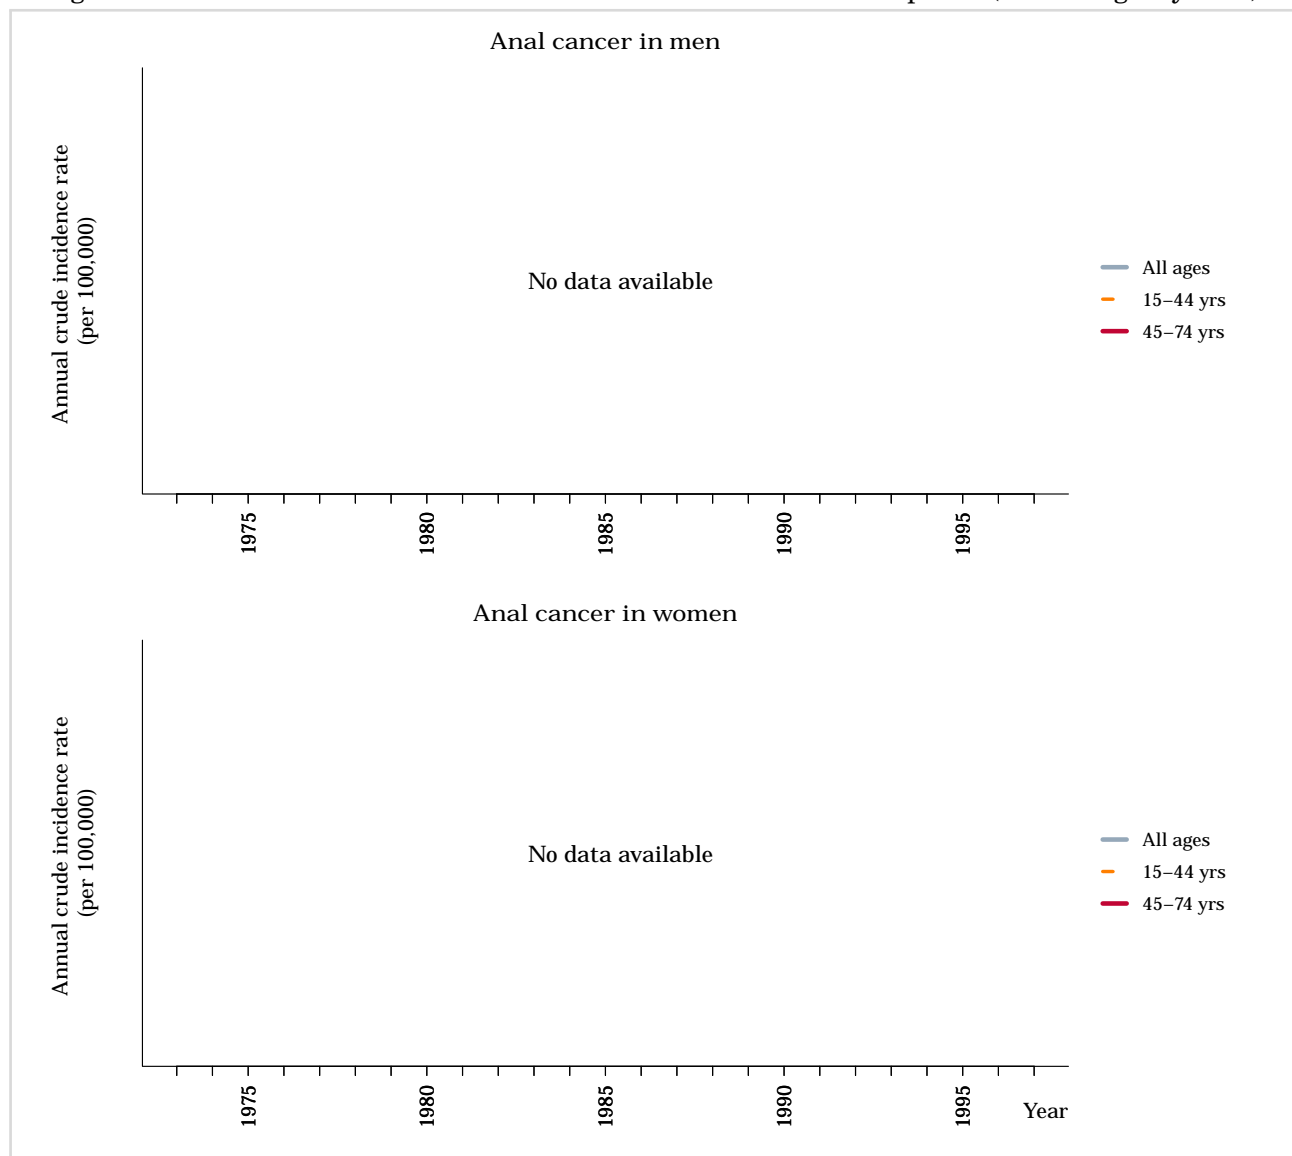 Anal cancer in men
Annual crude incidence rate
(per 100,000)
No data available
All ages
15–44 yrs
45–74 yrs
1975 1980 1985 1990 1995
Anal cancer in women
Annual crude incidence rate
(per 100,000)
No data available
All ages
15–44 yrs
45–74 yrs
1975 1980 1985 1990 1995
Year